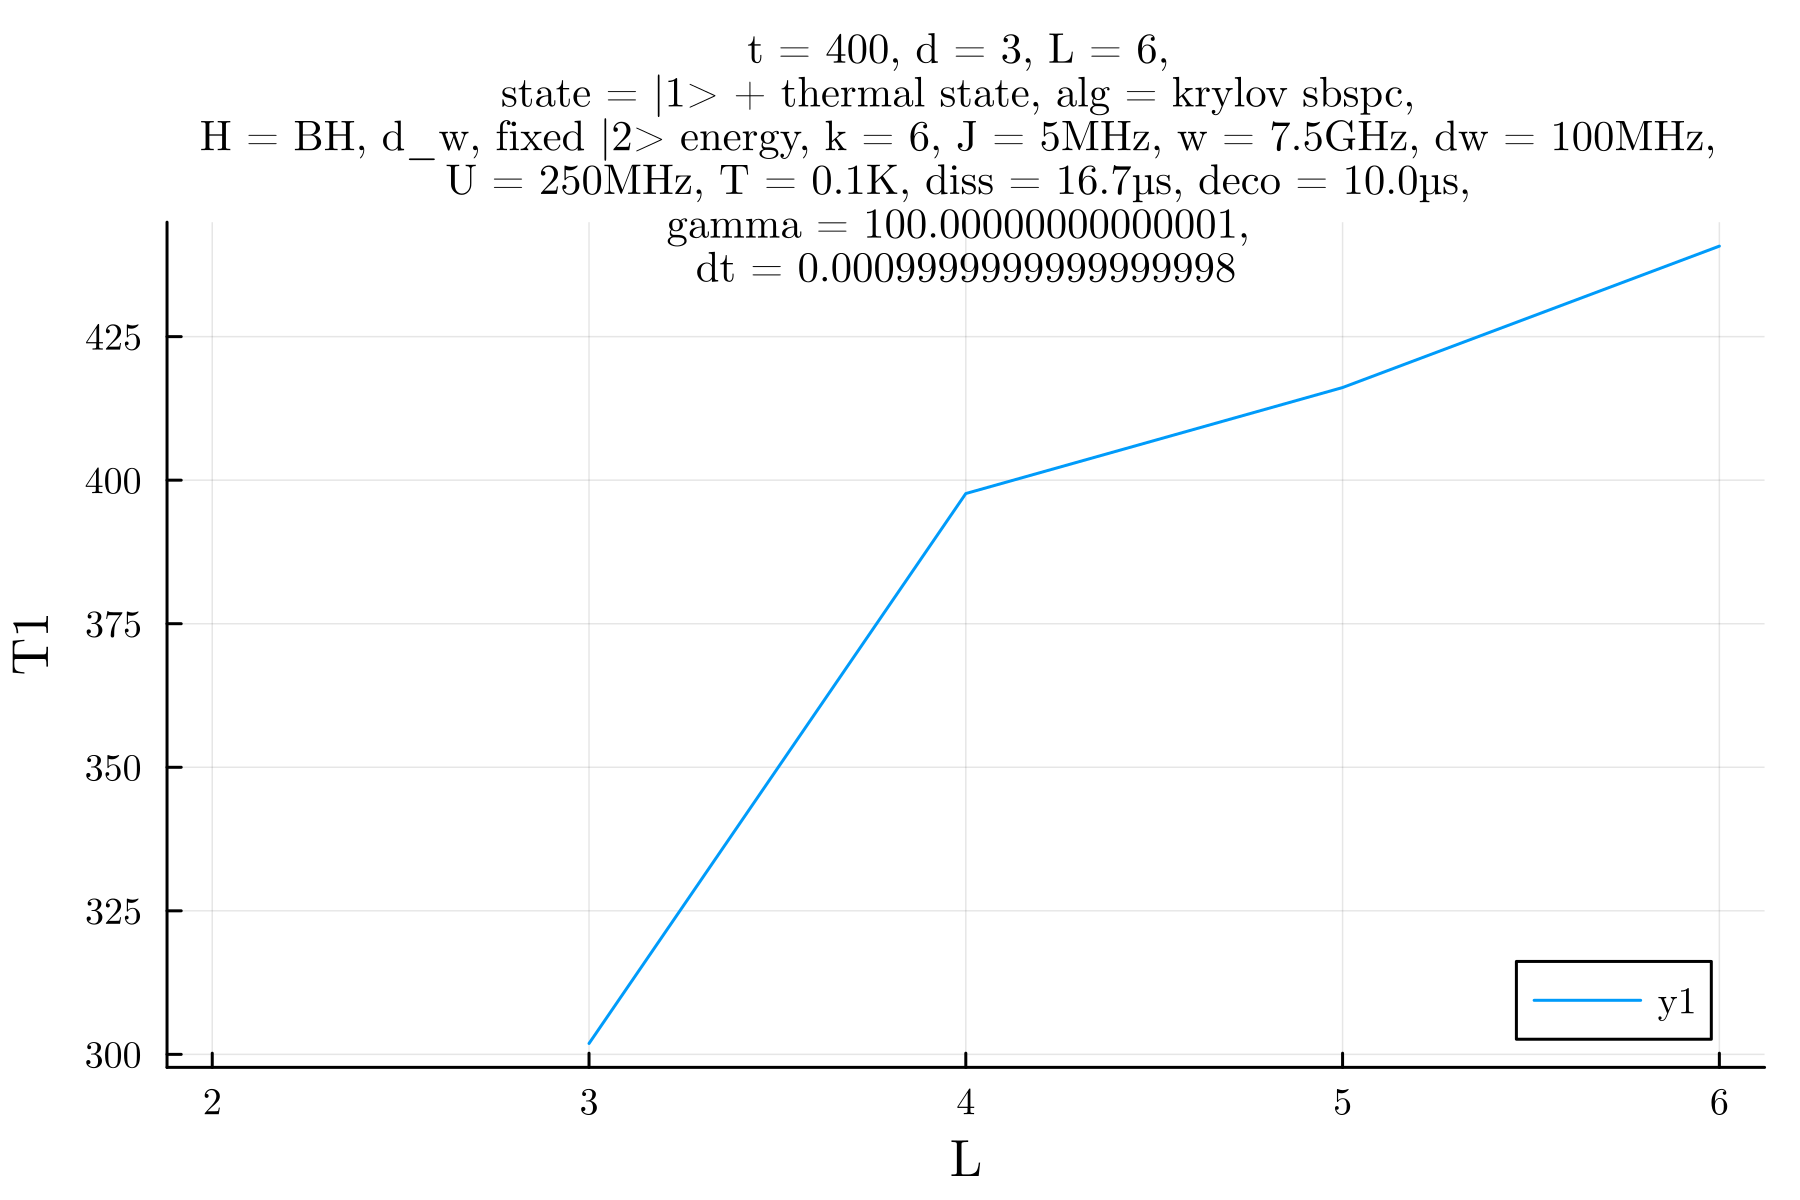 t = 400, d = 3, L = 6,
state = |1> + thermal state, alg = krylov sbspc,
H = BH, d_w, fixed |2> energy, k = 6, J = 5MHz, w = 7.5GHz, dw = 100MHz,
U = 250MHz, T = 0.1K, diss = 16.7µs, deco = 10.0µs,
gamma = 100.00000000000001,
dt = 0.0009999999999999998
425
400
375
350
325
300
T1
y1
2 3 4 5 6
L